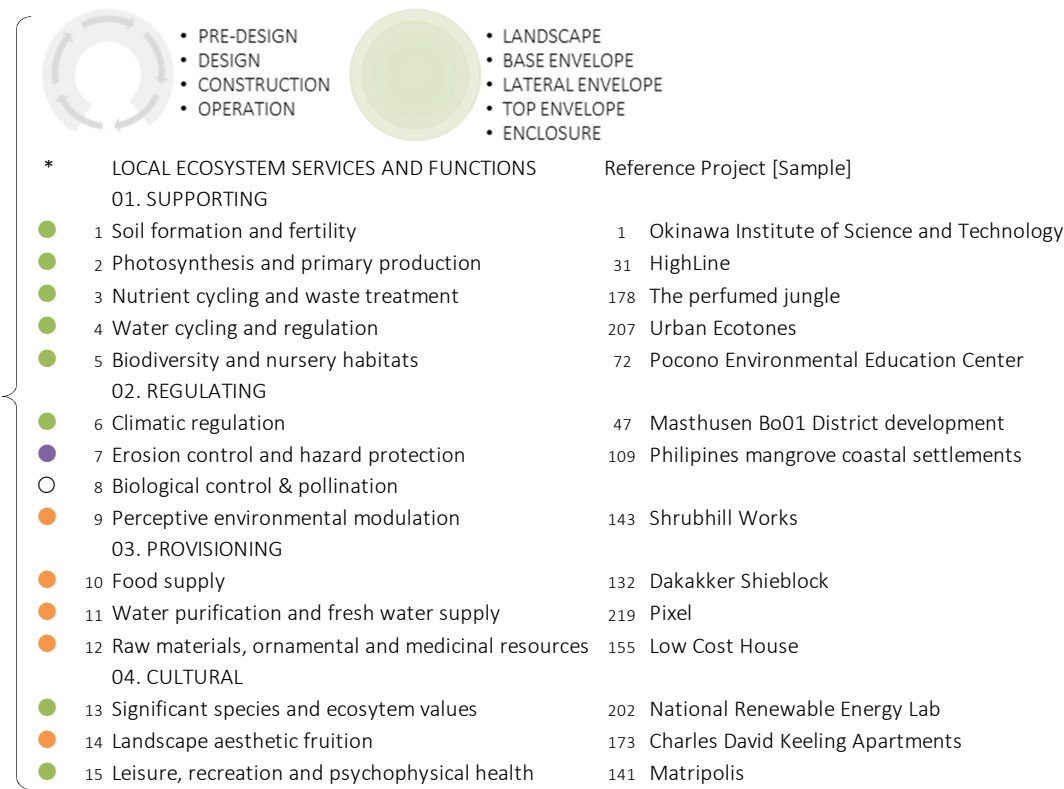 • PRE-DESIGN
• DESIGN
• CONSTRUCTION
• OPERATION
• LANDSCAPE
• BASE ENVELOPE
• LATERAL ENVELOPE
• TOP ENVELOPE
• ENCLOSURE
* LOCAL ECOSYSTEM SERVICES AND FUNCTIONS Reference Project [Sample]
01. SUPPORTING
1 Soil formation and fertility 1 Okinawa Institute of Science and Technology
2 Photosynthesis and primary production 31 HighLine
3 Nutrient cycling and waste treatment 178 The perfumed jungle
4 Water cycling and regulation 207 Urban Ecotones
5 Biodiversity and nursery habitats 72 Pocono Environmental Education Center
02. REGULATING
6 Climatic regulation 47 Masthusen Bo01 District development
7 Erosion control and hazard protection 109 Philipines mangrove coastal settlements
8 Biological control & pollination
9 Perceptive environmental modulation 143 Shrubhill Works
03. PROVISIONING
10 Food supply 132 Dakakker Shieblock
11 Water purification and fresh water supply 219 Pixel
12 Raw materials, ornamental and medicinal resources 155 Low Cost House
04. CULTURAL
13 Significant species and ecosytem values 202 National Renewable Energy Lab
14 Landscape aesthetic fruition 173 Charles David Keeling Apartments
15 Leisure, recreation and psychophysical health 141 Matripolis